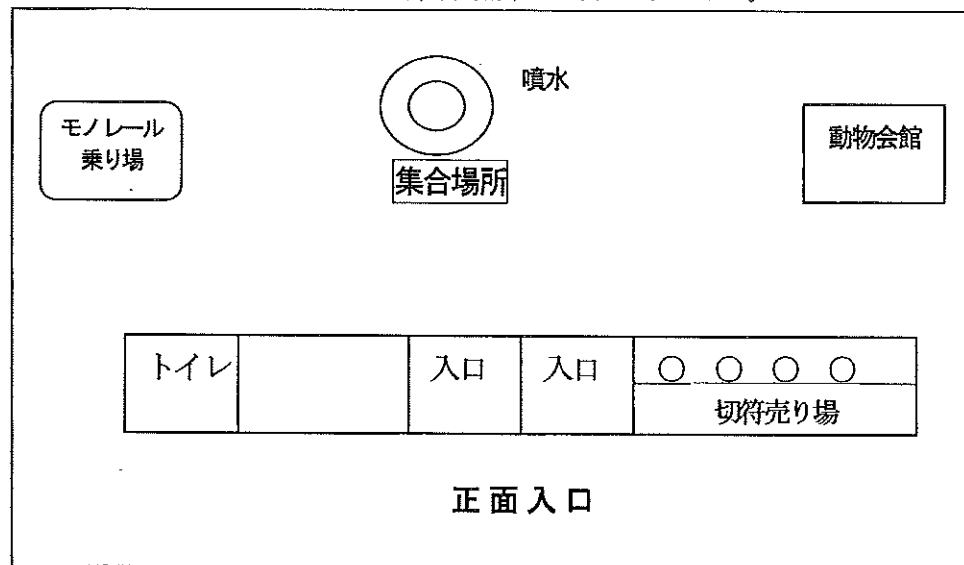 噴水
モノレール
乗り場
動物会館
集合場所
トイレ
入口
入口
切符売り場
正面入口